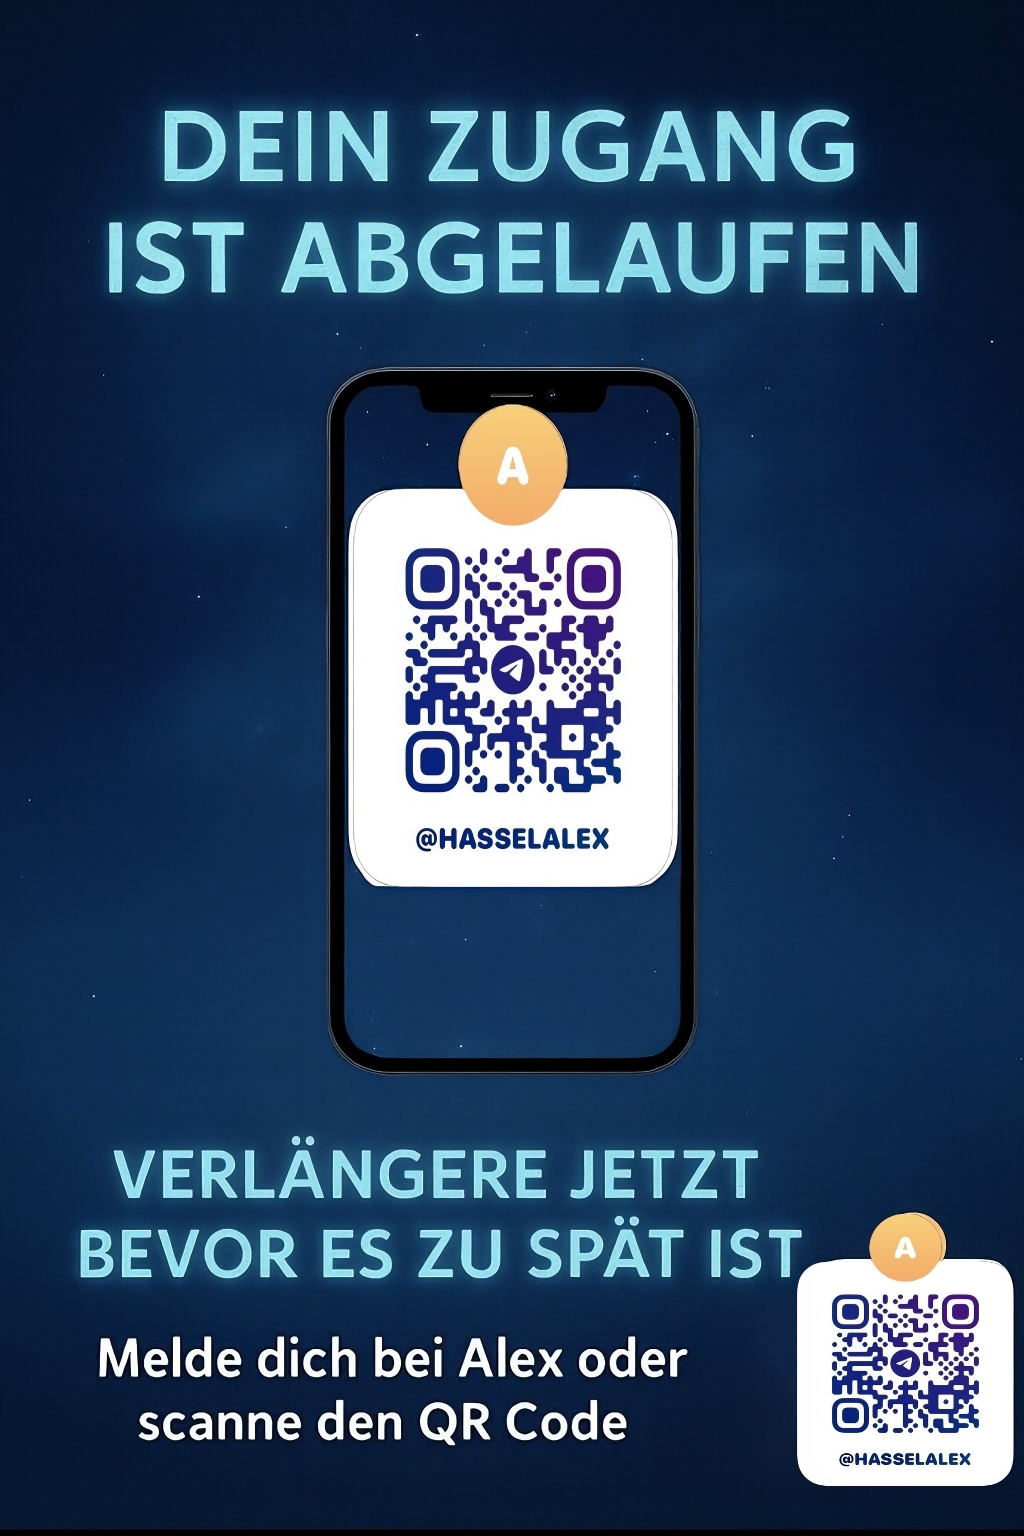 DEIN ZUGANG
IST ABGELAUFEN
A
@HASSELALEX
VERLÄNGERE JETZT
BEVOR ES ZU SPÄT IST
Melde dich bei Alex oder
scanne den QR Code
A
@HASSELALEX